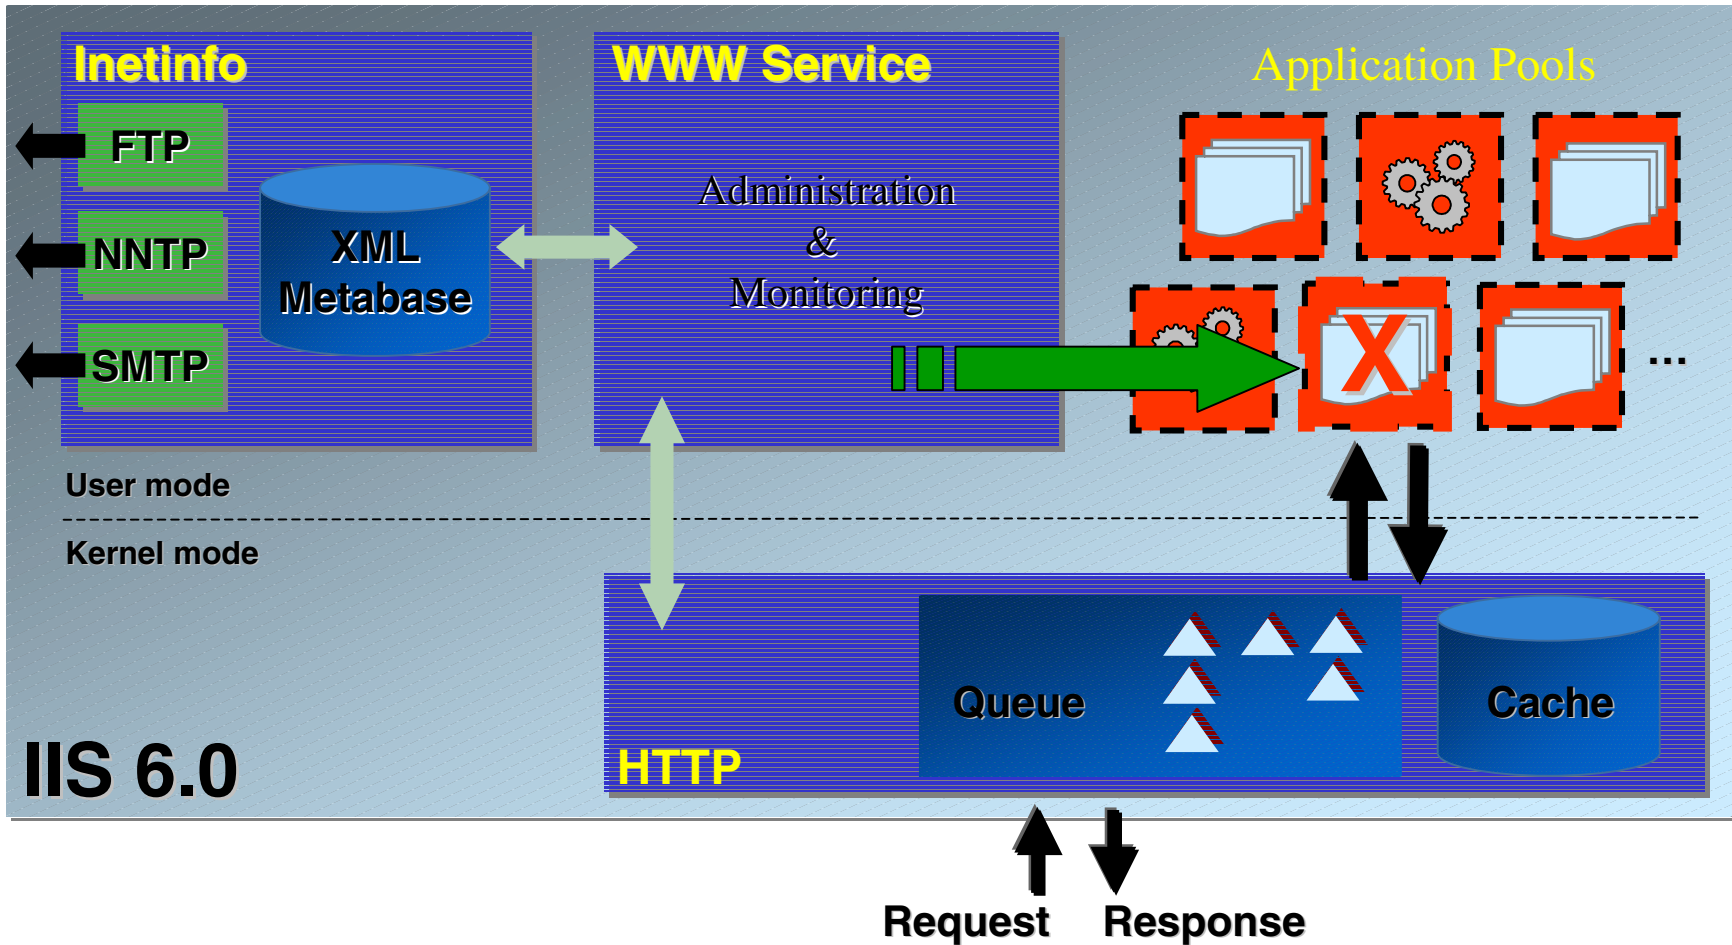 Inetinfo
FTP
NNTP
SMTP
XML
Metabase
WWW Service
Administration
&
Monitoring
Application Pools
X
...
User mode
Kernel mode
Queue
Cache
HTTP
IIS 6.0
Request
Response